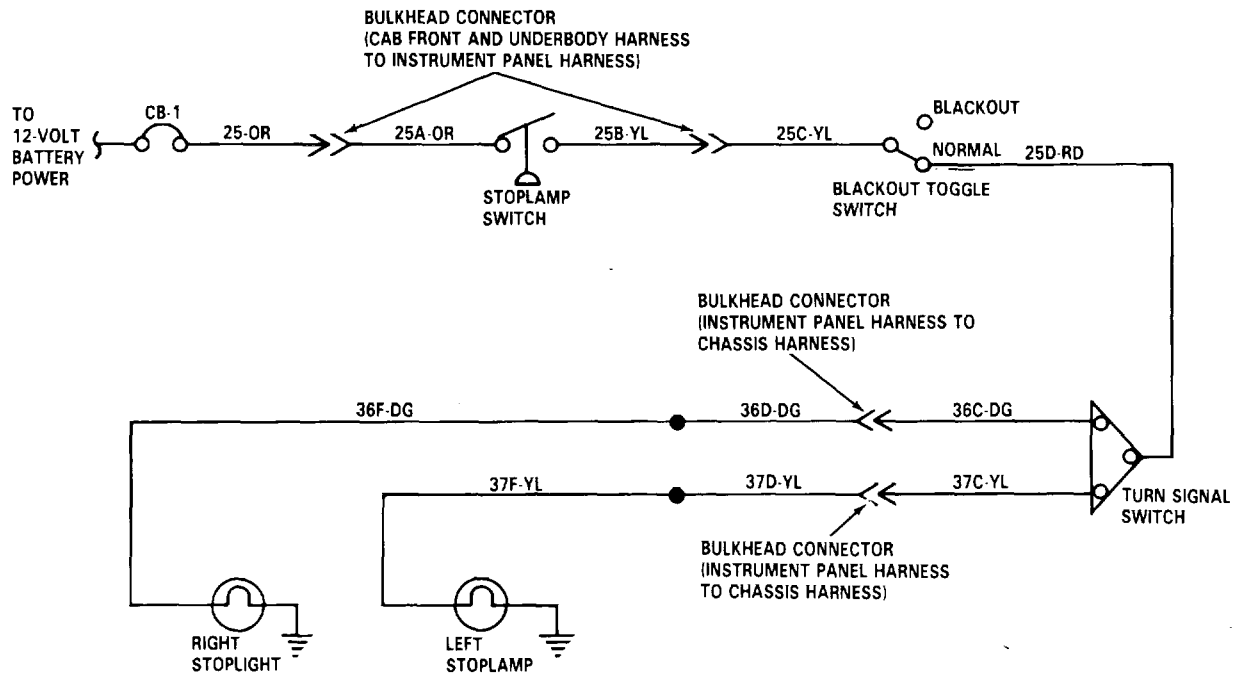 BULKHEAD CONNECTOR
(CAB FRONT AND UNDERBODY HARNESS
TO INSTRUMENT PANEL HARNESS)
TO
12-VOLT
BATTERY
POWER
CB-1
25-OR
25A-OR
25B-YL
25C-YL
BLACKOUT
NORMAL
25D-RD
STOPLAMP
SWITCH
BLACKOUT TOGGLE
SWITCH
BULKHEAD CONNECTOR
(INSTRUMENT PANEL HARNESS TO
CHASSIS HARNESS)
36F-DG
36D-DG
36C-DG
37F-YL
37D-YL
37C-YL
TURN SIGNAL
SWITCH
BULKHEAD CONNECTOR
(INSTRUMENT PANEL HARNESS
TO CHASSIS HARNESS)
RIGHT
STOPLIGHT
LEFT
STOPLAMP